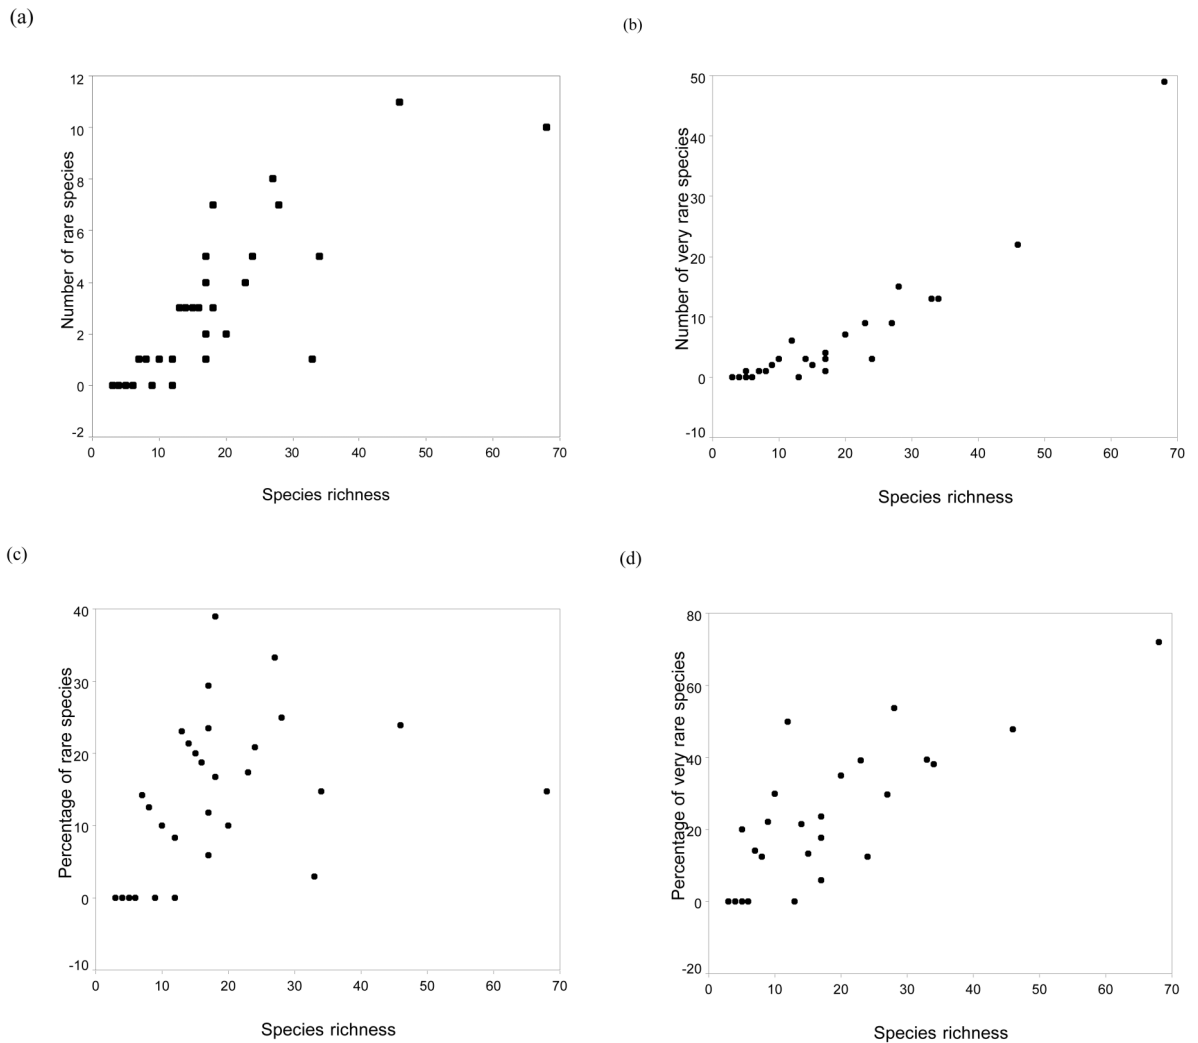 (a)
Number of rare species
12
10
8
6
4
2
0
-2
0 10 20 30 40 50 60 70
Species richness
(b)
Number of very rare species
50
40
30
20
10
0
-10
0 10 20 30 40 50 60 70
Species richness
(c)
Percentage of rare species
40
30
20
10
0
-10
0 10 20 30 40 50 60 70
Species richness
(d)
Percentage of very rare species
80
60
40
20
0
-20
0 10 20 30 40 50 60 70
Species richness